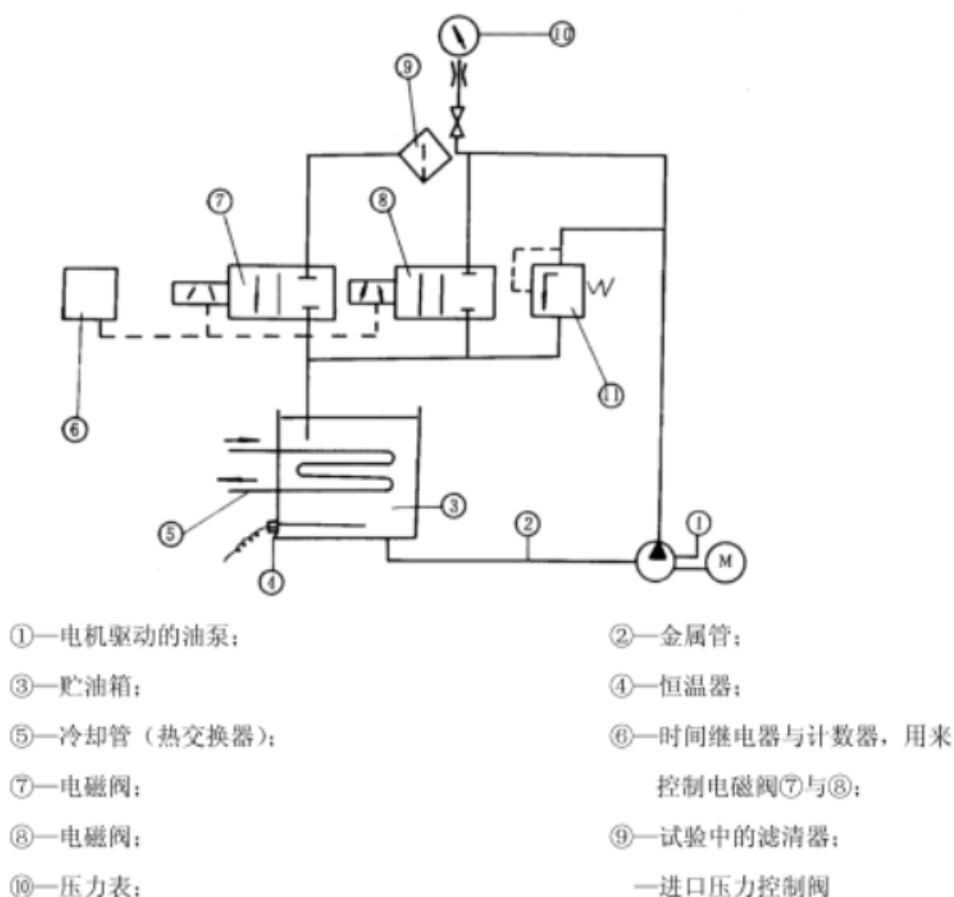 ⑩
⑨
⑦
⑧
⑥
⑪
③
②
①
⑤
M
④
①—电机驱动的油泵；
②—金属管；
③—贮油箱；
④—恒温器；
⑤—冷却管（热交换器）；
⑥—时间继电器与计数器，用来
⑦—电磁阀；
控制电磁阀⑦与⑧；
⑧—电磁阀；
⑨—试验中的滤清器；
⑩—压力表；
—进口压力控制阀